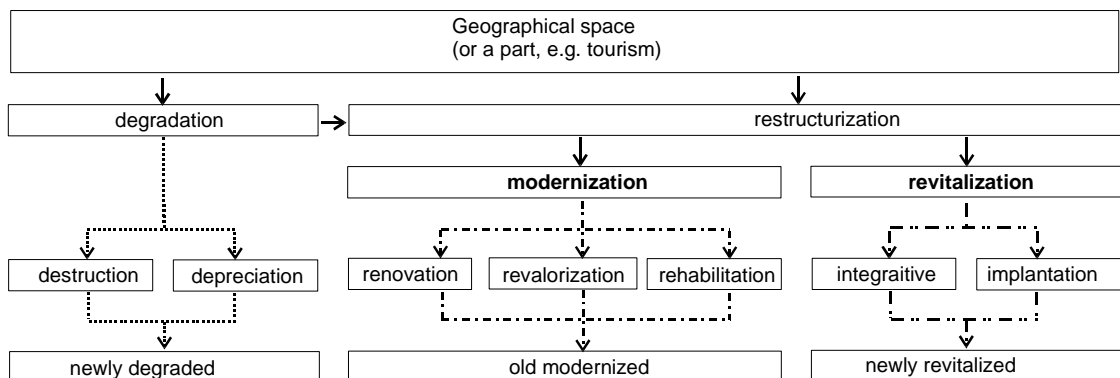 Geographical space
(or a part, e.g. tourism)
degradation
restructurization
modernization
revitalization
destruction
depreciation
renovation
revalorization
rehabilitation
integraitive
implantation
newly degraded
old modernized
newly revitalized